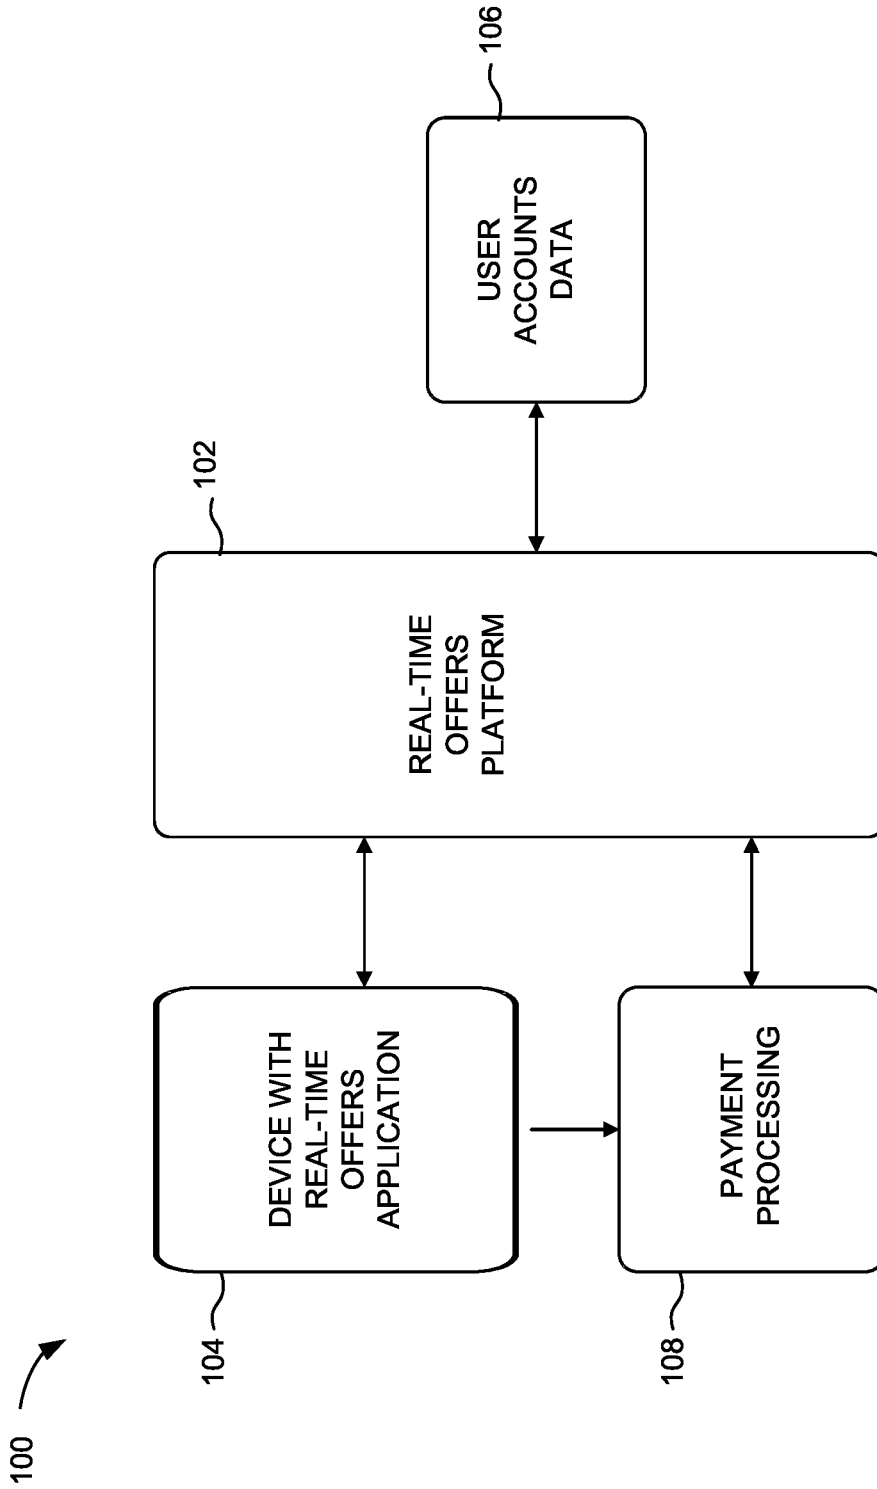 100
104
DEVICE WITH
REAL-TIME
OFFERS
APPLICATION
108
PAYMENT
PROCESSING
102
REAL-TIME
OFFERS
PLATFORM
106
USER
ACCOUNTS
DATA